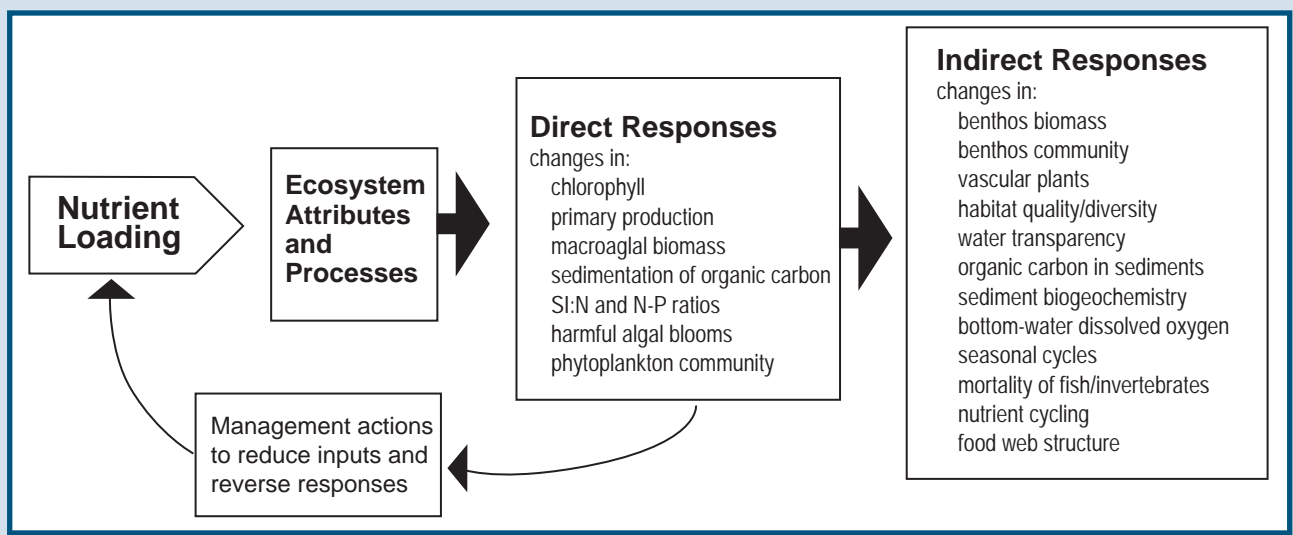 Nutrient
Loading
Ecosystem
Attributes
and
Processes
Direct Responses
changes in:
chlorophyll
primary production
macroaglal biomass
sedimentation of organic carbon
SI:N and N-P ratios
harmful algal blooms
phytoplankton community
Indirect Responses
changes in:
benthos biomass
benthos community
vascular plants
habitat quality/diversity
water transparency
organic carbon in sediments
sediment biogeochemistry
bottom-water dissolved oxygen
seasonal cycles
mortality of fish/invertebrates
nutrient cycling
food web structure
Management actions
to reduce inputs and
reverse responses